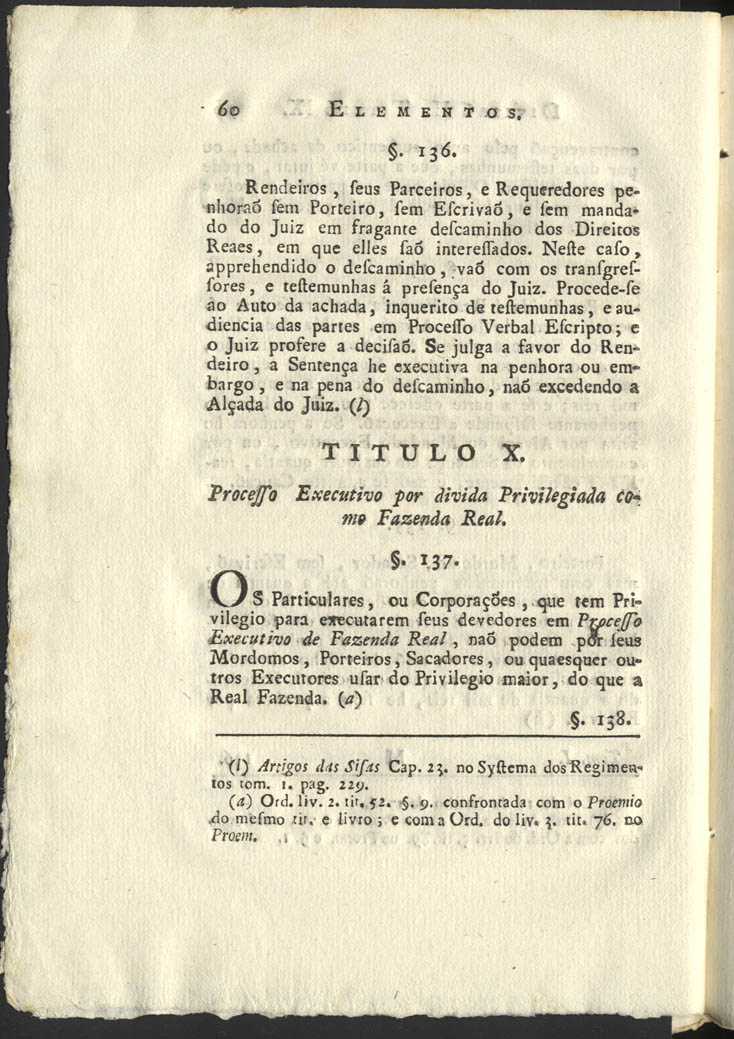 60 ELEMENTOS.
§. 136.
Rendeiros, ſeus Parceiros, e Requeredores pe-
nhoraõ ſem Porteiro, ſem Eſcrivaõ, e ſem manda-
do do Juiz em fragante deſcaminho dos Direitos
Reaes, em que elles ſaõ intereſſados. Neſte caſo,
apprehendido o deſcaminho, vaõ com os tranſgreſ-
ſores, e teſtemunhas á preſença do Juiz. Procede-ſe
ao Auto da achada, inquerito de teſtemunhas, e au-
diencia das partes em Proceſſo Verbal Eſcripto; e
o Juiz profere a deciſaõ. Se julga a favor do Ren-
deiro, a Sentença he executiva na penhora ou em-
bargo, e na pena do deſcaminho, naõ excedendo a
Alçada do Juiz. (l)
TITULO X.
Proceſſo Executivo por divida Privilegiada co-
mo Fazenda Real.
§. 137.
OS Particulares, ou Corporações, que tem Pri-
vilegio para executarem ſeus devedores em Proceſſo
Executivo de Fazenda Real, naõ podem por ſeus
Mordomos, Porteiros, Sacadores, ou quaesquer ou-
tros Executores uſar do Privilegio maior, do que a
Real Fazenda. (a)
§. 138.
(l) Artigos das Siſas Cap. 23. no Syſtema dos Regimen-
tos tom. 1. pag. 229.
(a) Ord. liv. 2. tit. 52. §. 9. confrontada com o Proemio
do meſmo tit. e livro; e com a Ord. do liv. 3. tit. 76. no
Proem.